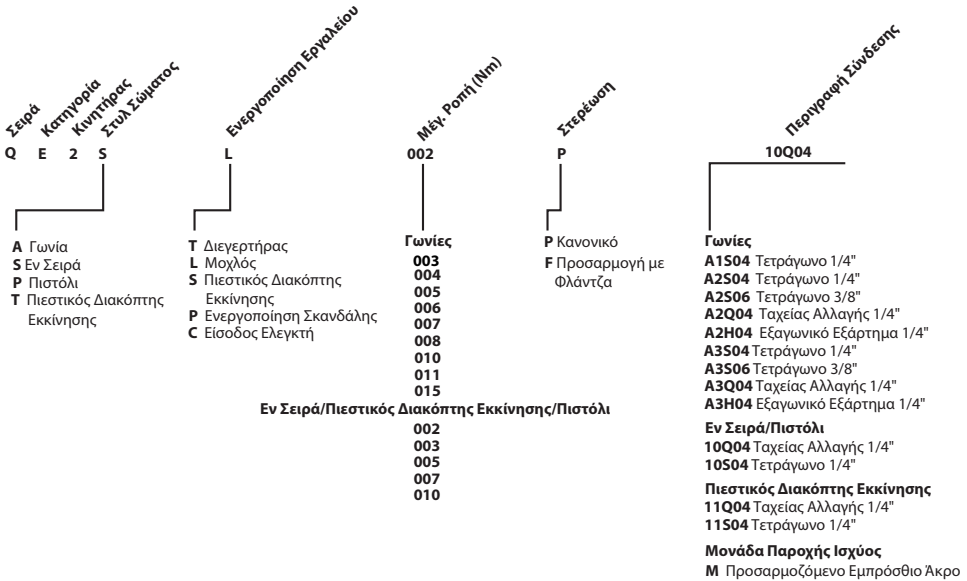 Σειρά
Κατηγορία
Κινητήρας
Στυλ Σώματος
Ενεργοποίηση Εργαλείου
Μέγ. Ροπή (Nm)
Στερέωση
Περιγραφή Σύνδεσης
Q E 2 S L 002 P 10Q04
A Γωνία
S Εν Σειρά
P Πιστόλι
T Πιεστικός Διακόπτης
Εκκίνησης
T Διεγερτήρας
L Μοχλός
S Πιεστικός Διακόπτης
Εκκίνησης
P Ενεργοποίηση Σκανδάλης
C Είσοδος Ελεγκτή
Γωνίες
003
004
005
006
007
008
010
011
015
Εν Σειρά/Πιεστικός Διακόπτης Εκκίνησης/Πιστόλι
002
003
005
007
010
P Κανονικό
F Προσαρμογή με
Φλάντζα
Γωνίες
A1S04 Τετράγωνο 1/4"
A2S04 Τετράγωνο 1/4"
A2S06 Τετράγωνο 3/8"
A2Q04 Ταχείας Αλλαγής 1/4"
A2H04 Εξαγωνικό Εξάρτημα 1/4"
A3S04 Τετράγωνο 1/4"
A3S06 Τετράγωνο 3/8"
A3Q04 Ταχείας Αλλαγής 1/4"
A3H04 Εξαγωνικό Εξάρτημα 1/4"
Εν Σειρά/Πιστόλι
10Q04 Ταχείας Αλλαγής 1/4"
10S04 Τετράγωνο 1/4"
Πιεστικός Διακόπτης Εκκίνησης
11Q04 Ταχείας Αλλαγής 1/4"
11S04 Τετράγωνο 1/4"
Μονάδα Παροχής Ισχύος
M Προσαρμοζόμενο Εμπρόσθιο Άκρο